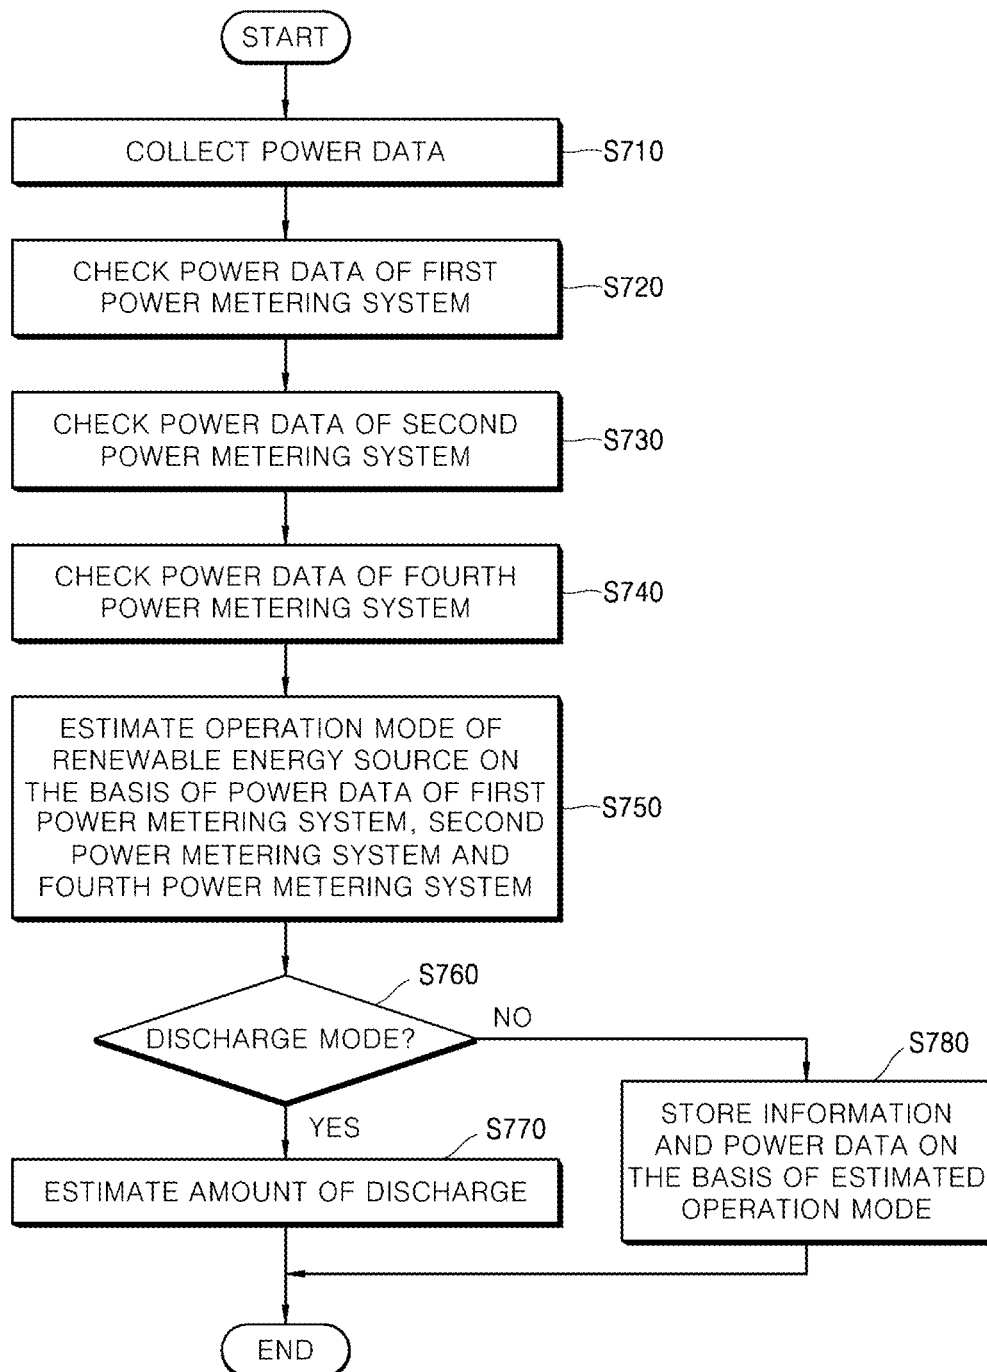 START
COLLECT POWER DATA
S710
CHECK POWER DATA OF FIRST
POWER METERING SYSTEM
S720
CHECK POWER DATA OF SECOND
POWER METERING SYSTEM
S730
CHECK POWER DATA OF FOURTH
POWER METERING SYSTEM
S740
ESTIMATE OPERATION MODE OF
RENEWABLE ENERGY SOURCE ON
THE BASIS OF POWER DATA OF FIRST
POWER METERING SYSTEM, SECOND
POWER METERING SYSTEM AND
FOURTH POWER METERING SYSTEM
S750
S760
DISCHARGE MODE?
NO
YES
S770
ESTIMATE AMOUNT OF DISCHARGE
S780
STORE INFORMATION
AND POWER DATA ON
THE BASIS OF ESTIMATED
OPERATION MODE
END